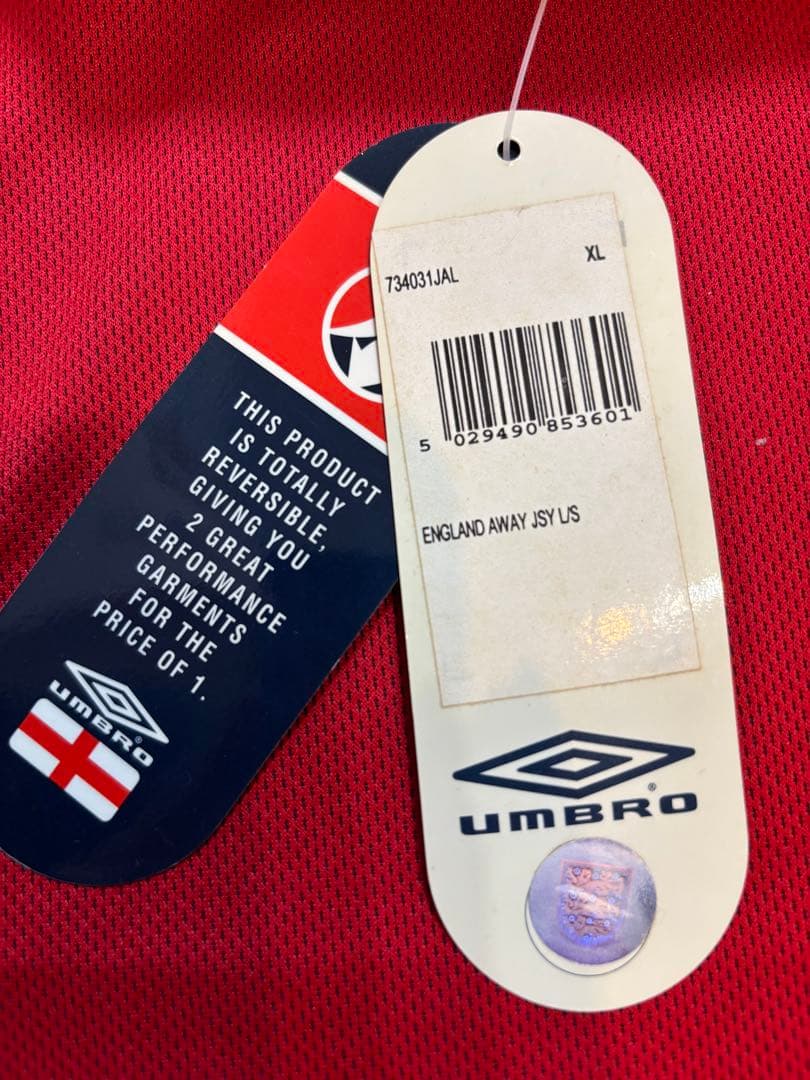 THIS PRODUCT
IS TOTALLY
REVERSIBLE,
GIVING YOU
2 GREAT
PERFORMANCE
GARMENTS
FOR THE
PRICE OF 1.
UMBRO
734031JAL
XL
5 029490 853601
ENGLAND AWAY JSY L/S
UMBRO®